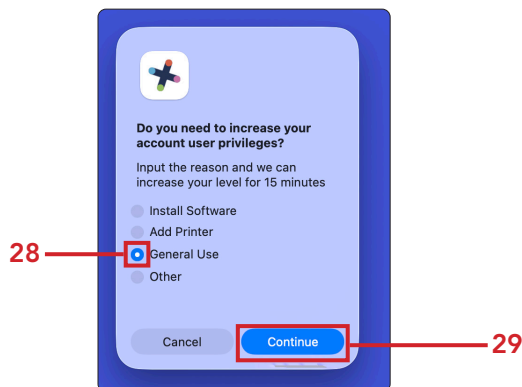 Do you need to increase your
account user privileges?
Input the reason and we can
increase your level for 15 minutes
Install Software
Add Printer
28
General Use
Other
Cancel
Continue
29